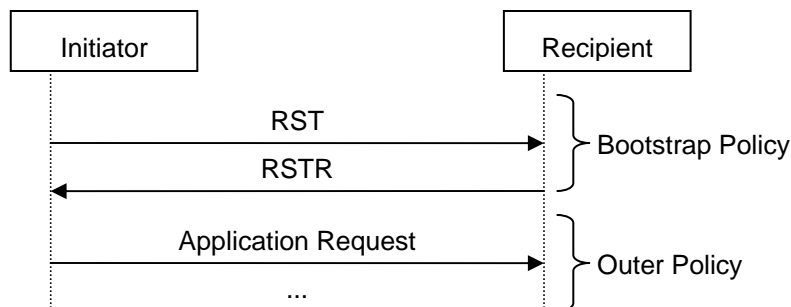 Initiator
Recipient
RST
Bootstrap Policy
RSTR
Application Request
Outer Policy
...